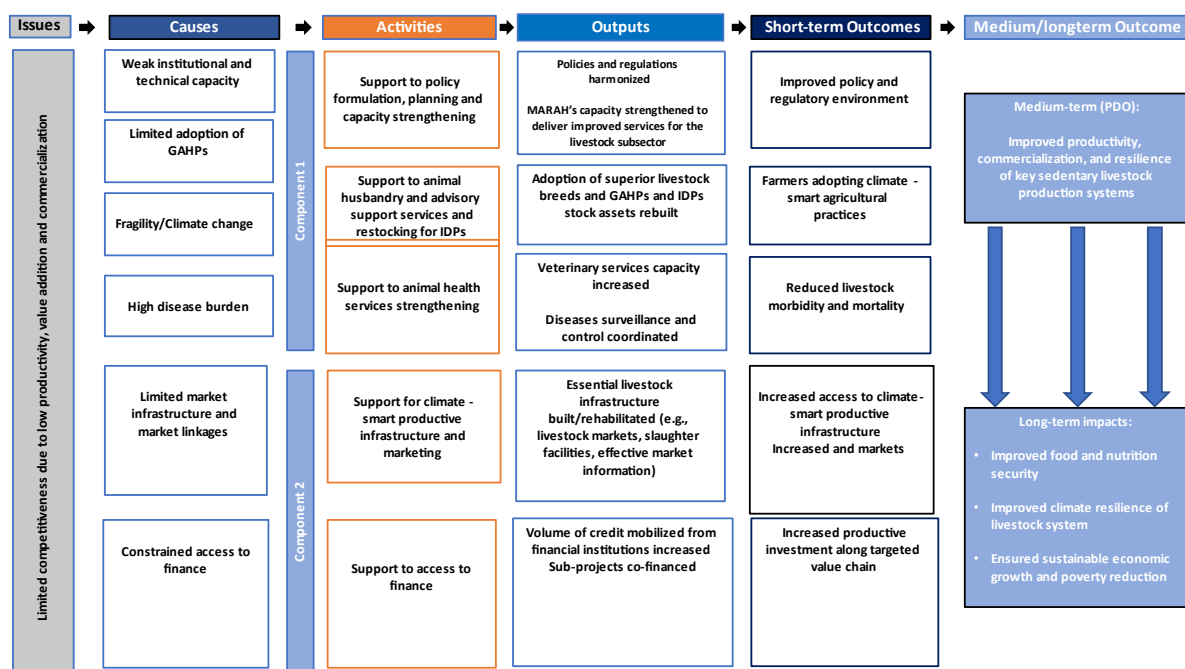 Issues
Causes
Activities
Outputs
Short-term Outcomes
Medium/longterm Outcome
Limited competitiveness due to low productivity, value addition and commercialization
Weak institutional and
technical capacity
Limited adoption of
GAHPs
Fragility/Climate change
High disease burden
Limited market
infrastructure and
market linkages
Constrained access to
finance
Component 1
Component 2
Support to policy
formulation, planning and
capacity strengthening
Support to animal
husbandry and advisory
support services and
restocking for IDPs
Support to animal health
services strengthening
Support for climate -
smart productive
infrastructure and
marketing
Support to access to
finance
Policies and regulations
harmonized
MARAH's capacity strengthened to
deliver improved services for the
livestock subsector
Adoption of superior livestock
breeds and GAHPs and IDPs
stock assets rebuilt
Veterinary services capacity
increased
Diseases surveillance and
control coordinated
Essential livestock
infrastructure
built/rehabilitated (e.g.,
livestock markets, slaughter
facilities, effective market
information)
Volume of credit mobilized from
financial institutions increased
Sub-projects co-financed
Improved policy and
regulatory environment
Farmers adopting climate -
smart agricultural
practices
Reduced livestock
morbidity and mortality
Increased access to climate-
smart productive
infrastructure
Increased and markets
Increased productive
investment along targeted
value chain
Medium-term (PDO):
Improved productivity,
commercialization, and resilience
of key sedentary livestock
production systems
Long-term impacts:
• Improved food and nutrition
security
• Improved climate resilience of
livestock system
• Ensured sustainable economic
growth and poverty reduction